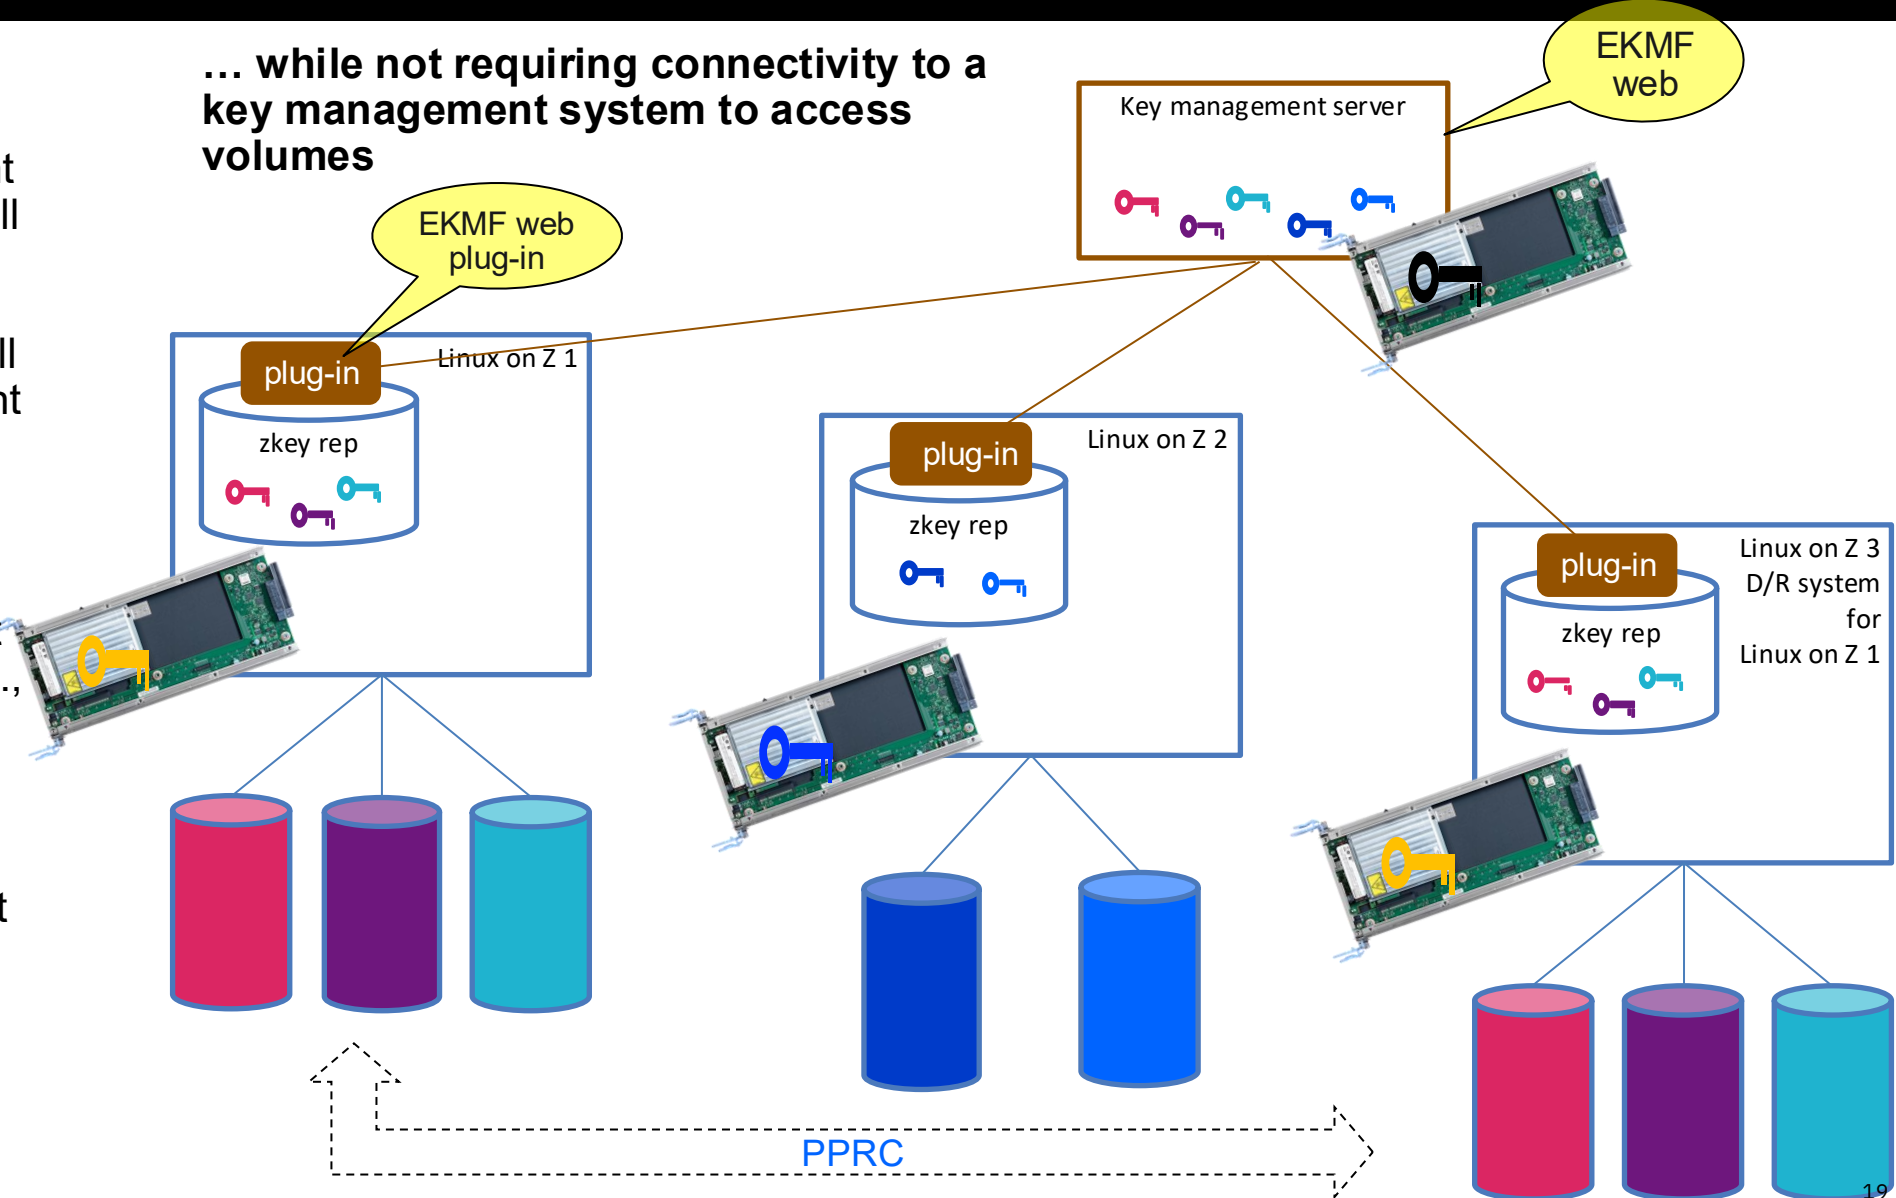 … while not requiring connectivity to a
key management system to access
volumes
EKMF
web
Key management server
EKMF web
plug-in
plug-in
Linux on Z 1
zkey rep
plug-in
Linux on Z 2
zkey rep
plug-in
Linux on Z 3
D/R system
for
Linux on Z 1
zkey rep
PPRC
19